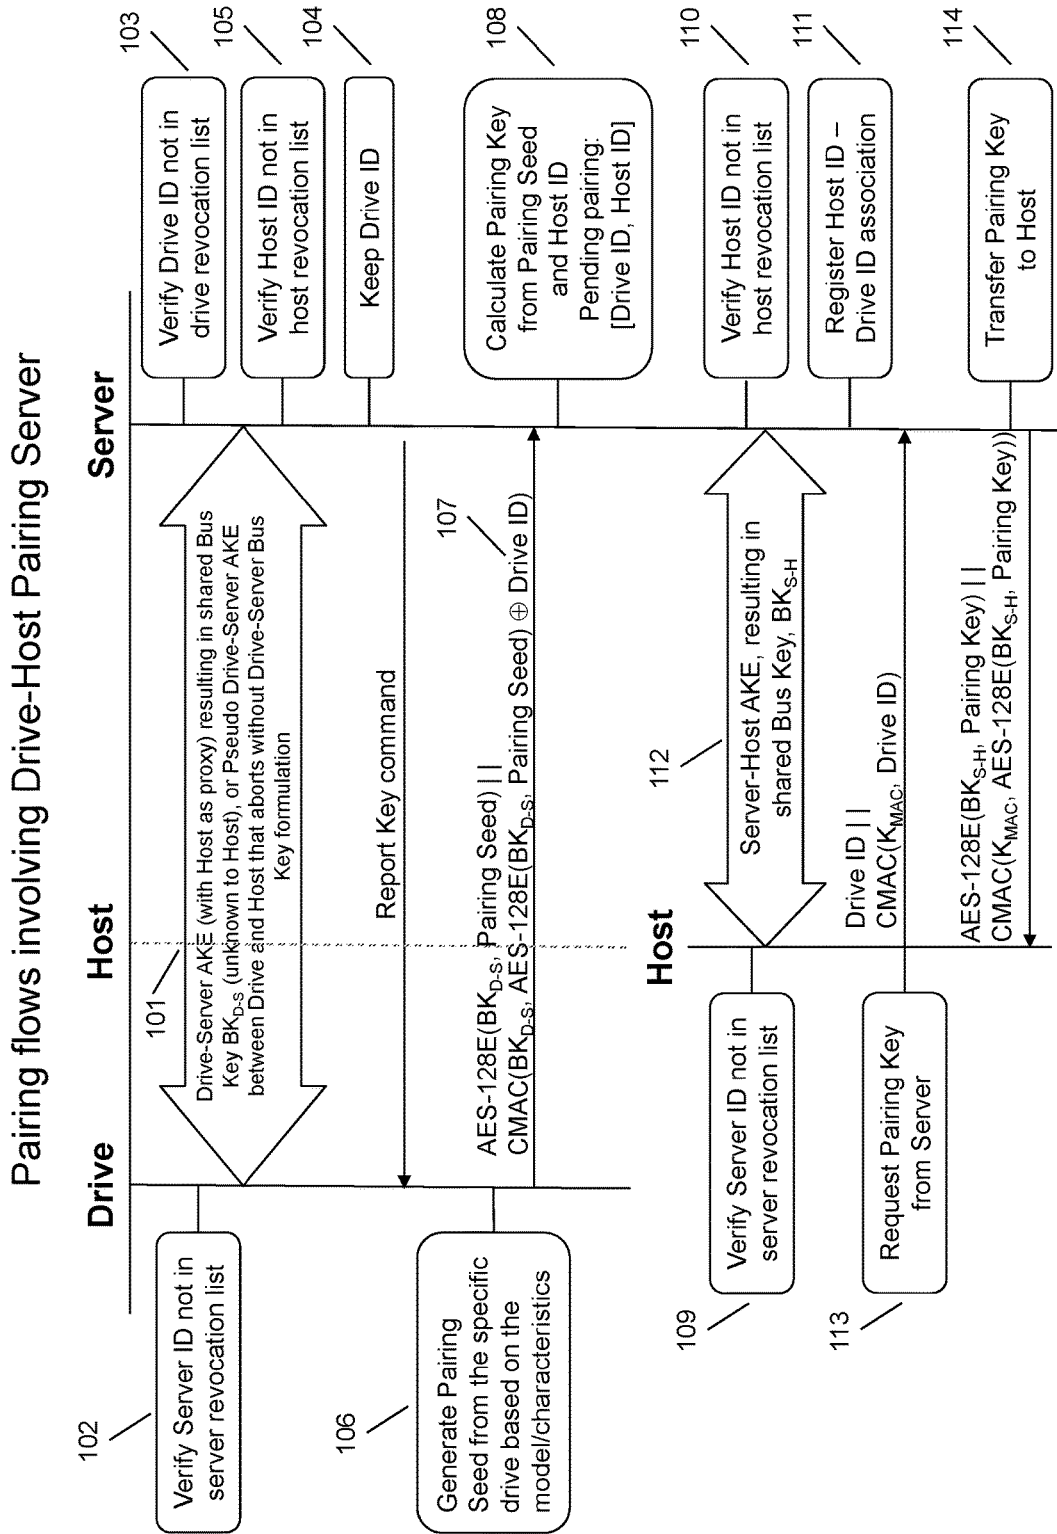 Pairing flows involving Drive-Host Pairing Server
Drive
Host
Server
102
Verify Server ID not in
server revocation list
101
Drive-Server AKE (with Host as proxy) resulting in shared Bus
Key BK_D-S (unknown to Host), or Pseudo Drive-Server AKE
between Drive and Host that aborts without Drive-Server Bus
Key formulation
103
Verify Drive ID not in
drive revocation list
105
Verify Host ID not in
host revocation list
104
Keep Drive ID
Report Key command
106
Generate Pairing
Seed from the specific
drive based on the
model/characteristics
107
AES-128E(BK_D-S, Pairing Seed) ||
CMAC(BK_D-S, AES-128E(BK_D-S, Pairing Seed) ⊕ Drive ID)
108
Calculate Pairing Key
from Pairing Seed
and Host ID
Pending pairing:
[Drive ID, Host ID]
Host
109
Verify Server ID not in
server revocation list
112
Server-Host AKE, resulting in
shared Bus Key, BK_S-H
110
Verify Host ID not in
host revocation list
111
Register Host ID –
Drive ID association
113
Request Pairing Key
from Server
Drive ID ||
CMAC(K_MAC, Drive ID)
AES-128E(BK_S-H, Pairing Key) ||
CMAC(K_MAC, AES-128E(BK_S-H, Pairing Key))
114
Transfer Pairing Key
to Host